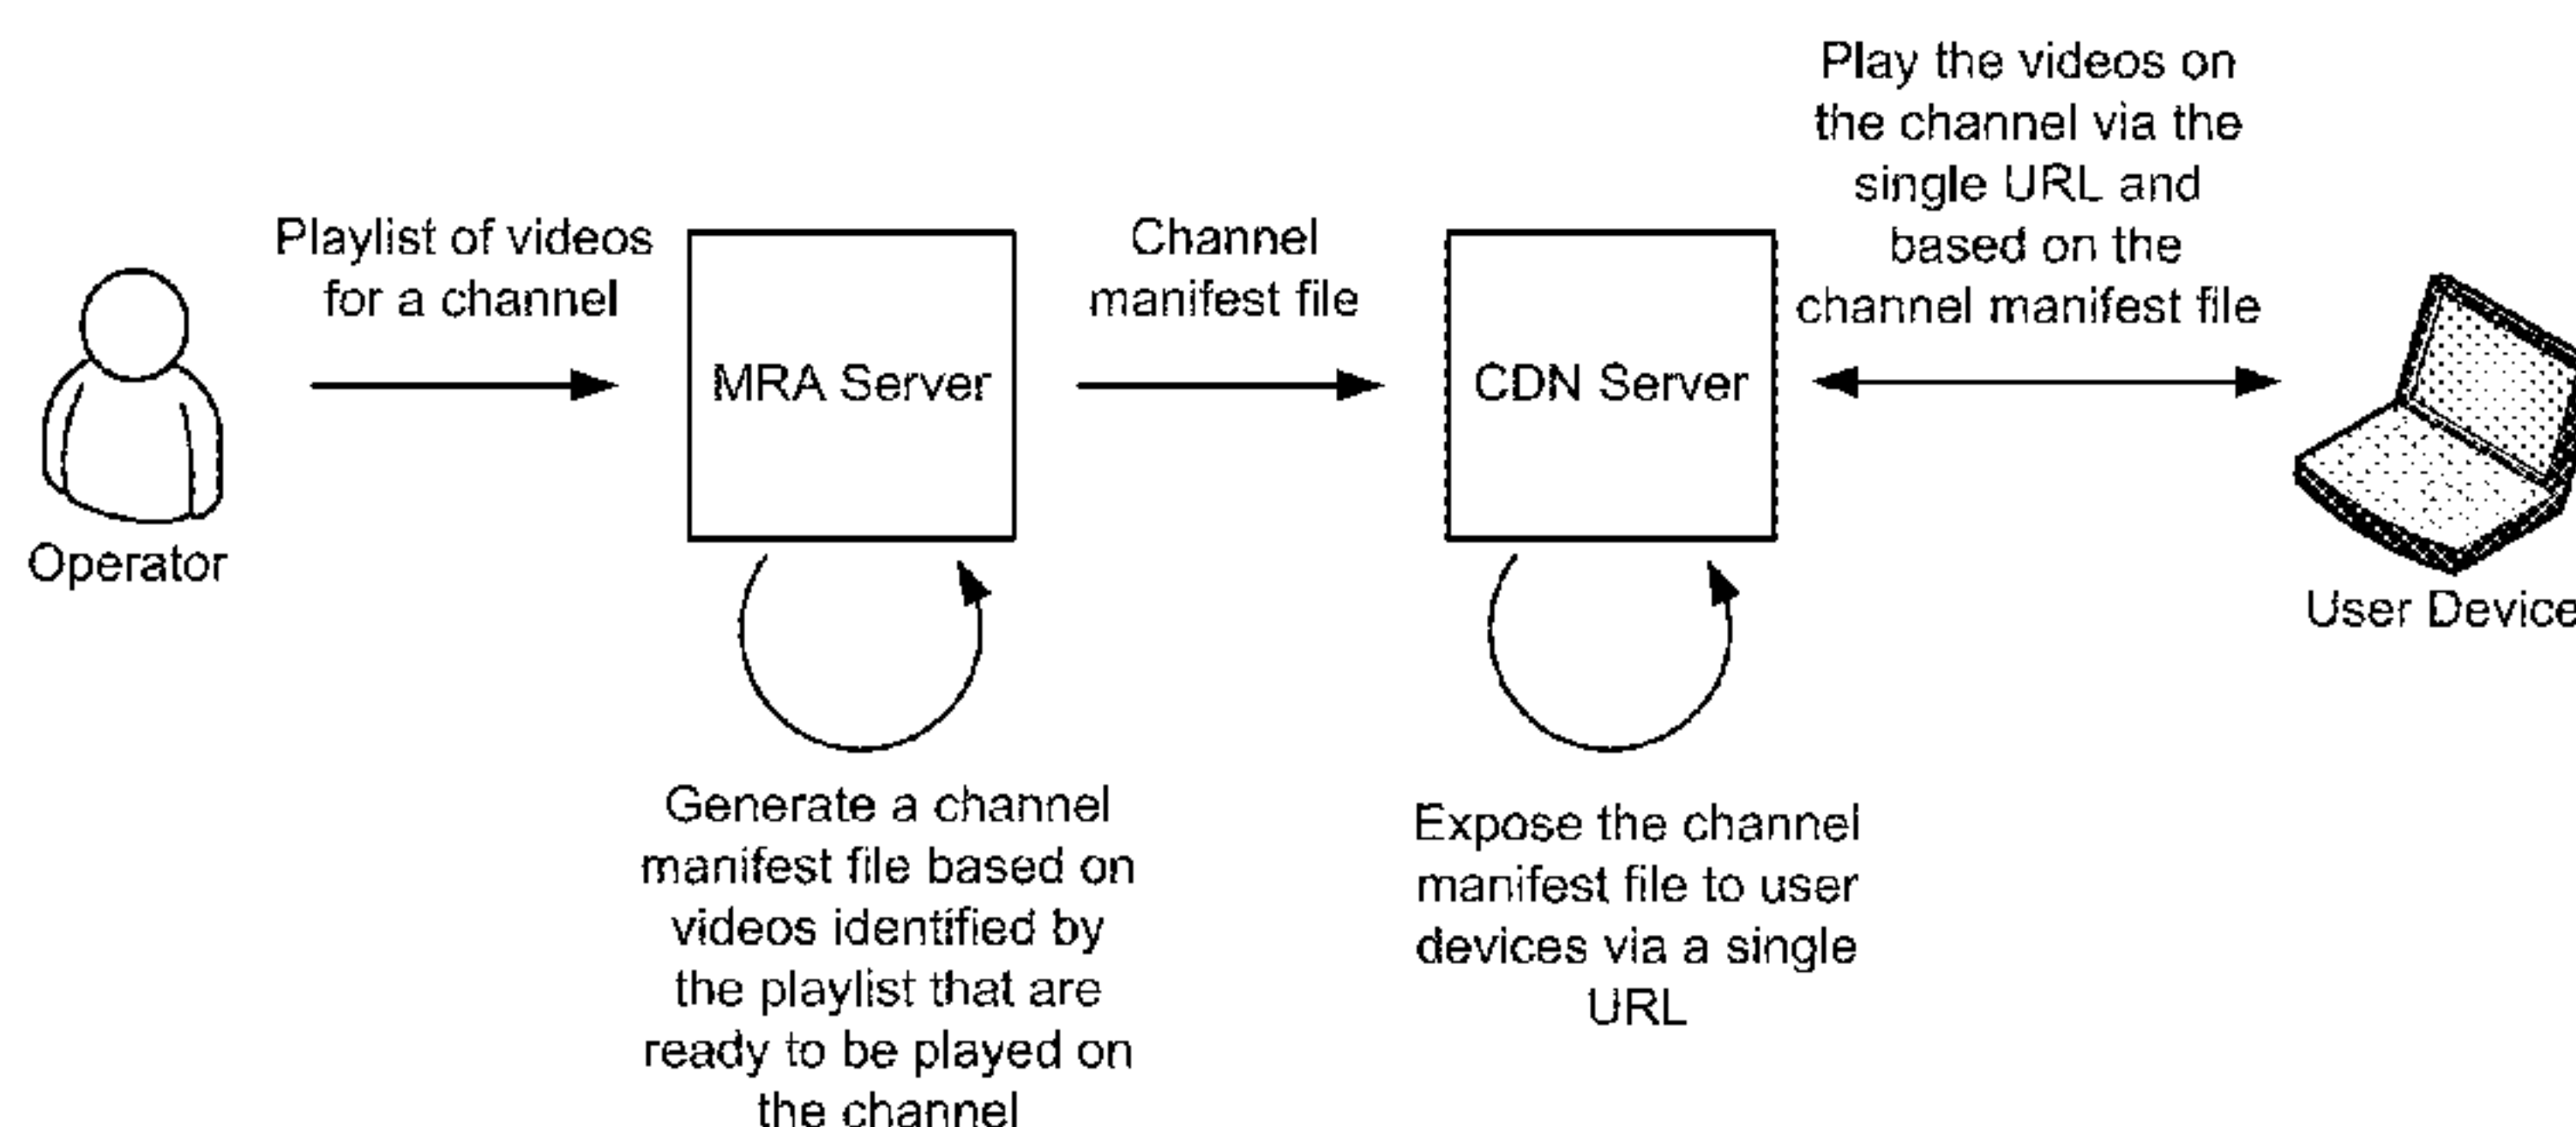 Playlist of videos
for a channel
Operator
MRA Server
Generate a channel
manifest file based on
videos identified by
the playlist that are
ready to be played on
the channel
Channel
manifest file
CDN Server
Expose the channel
manifest file to user
devices via a single
URL
Play the videos on
the channel via the
single URL and
based on the
channel manifest file
User Device